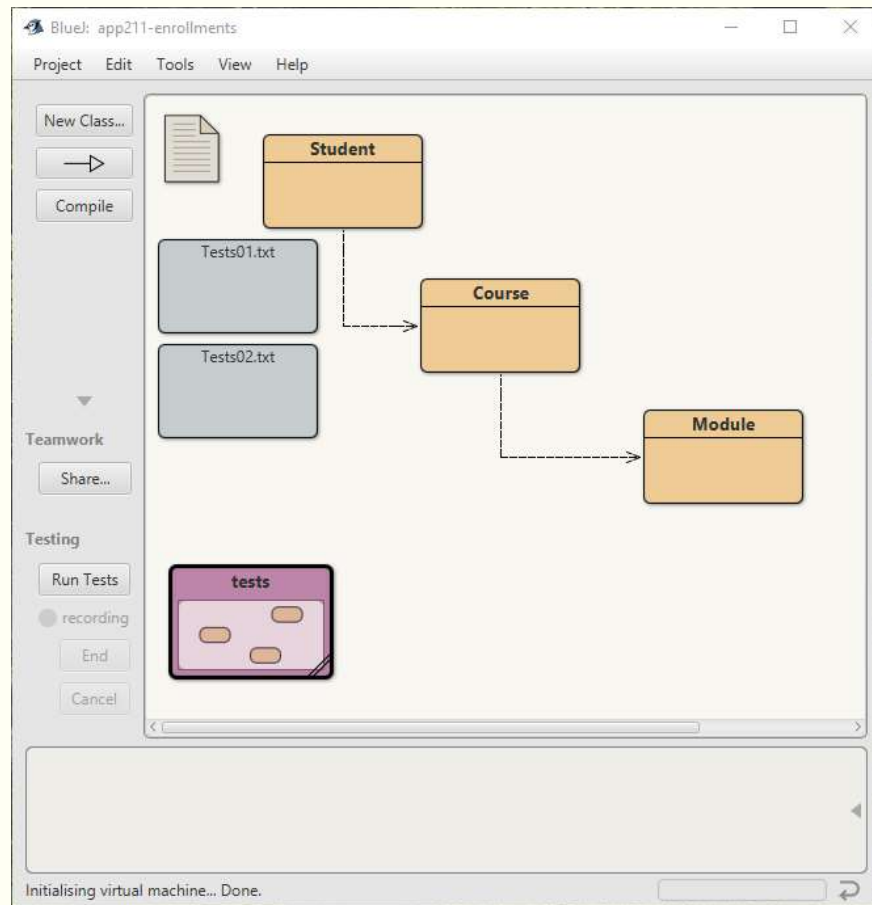 BlueJ: app211-enrollments
Project Edit Tools View Help
New Class...
Compile
Student
Tests01.txt
Course
Tests02.txt
Module
Teamwork
Share...
Testing
Run Tests
recording
End
Cancel
tests
Initialising virtual machine... Done.